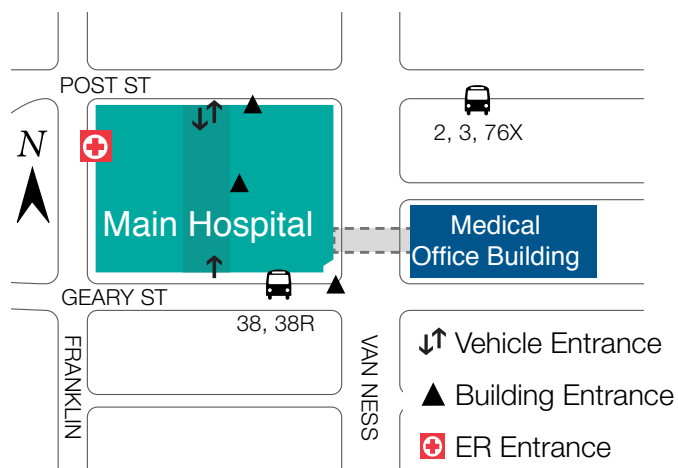 POST ST
N
2, 3, 76X
Main Hospital
Medical
Office Building
GEARY ST
38, 38R
FRANKLIN
VAN NESS
Vehicle Entrance
Building Entrance
ER Entrance